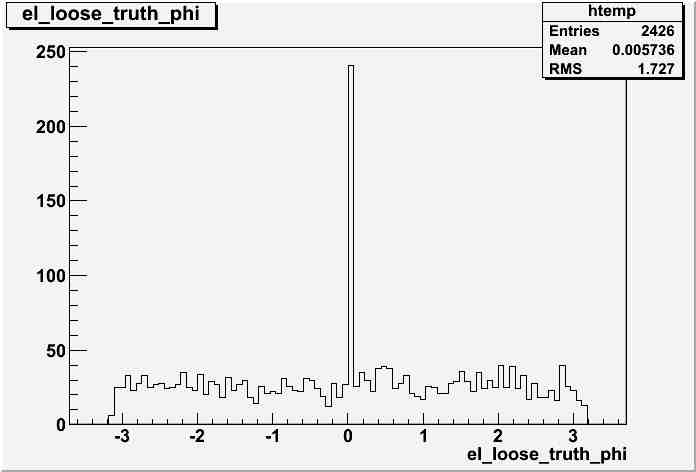 el_loose_truth_phi
htemp
Entries 2426
Mean 0.005736
RMS 1.727
250
200
150
100
50
0
-3 -2 -1 0 1 2 3
el_loose_truth_phi